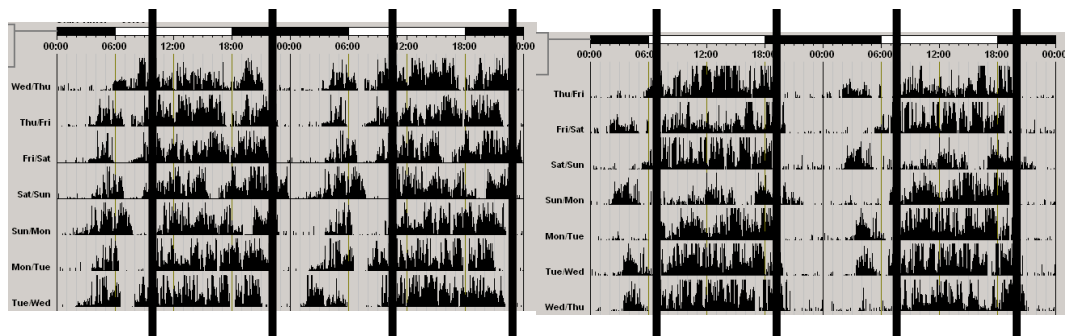 00:00 06:00 12:00 18:00 00:00 06:00 12:00 18:00 0:00
Wed/Thu
Thu/Fri
Fri/Sat
Sat/Sun
Sun/Mon
Mon/Tue
Tue/Wed
00:00 6:00 12:00 18:00 00:00 06:00 12:00 18:00 00:00
Thu/Fri
Fri/Sat
Sat/Sun
Sun/Mon
Mon/Tue
Tue/Wed
Wed/Thu